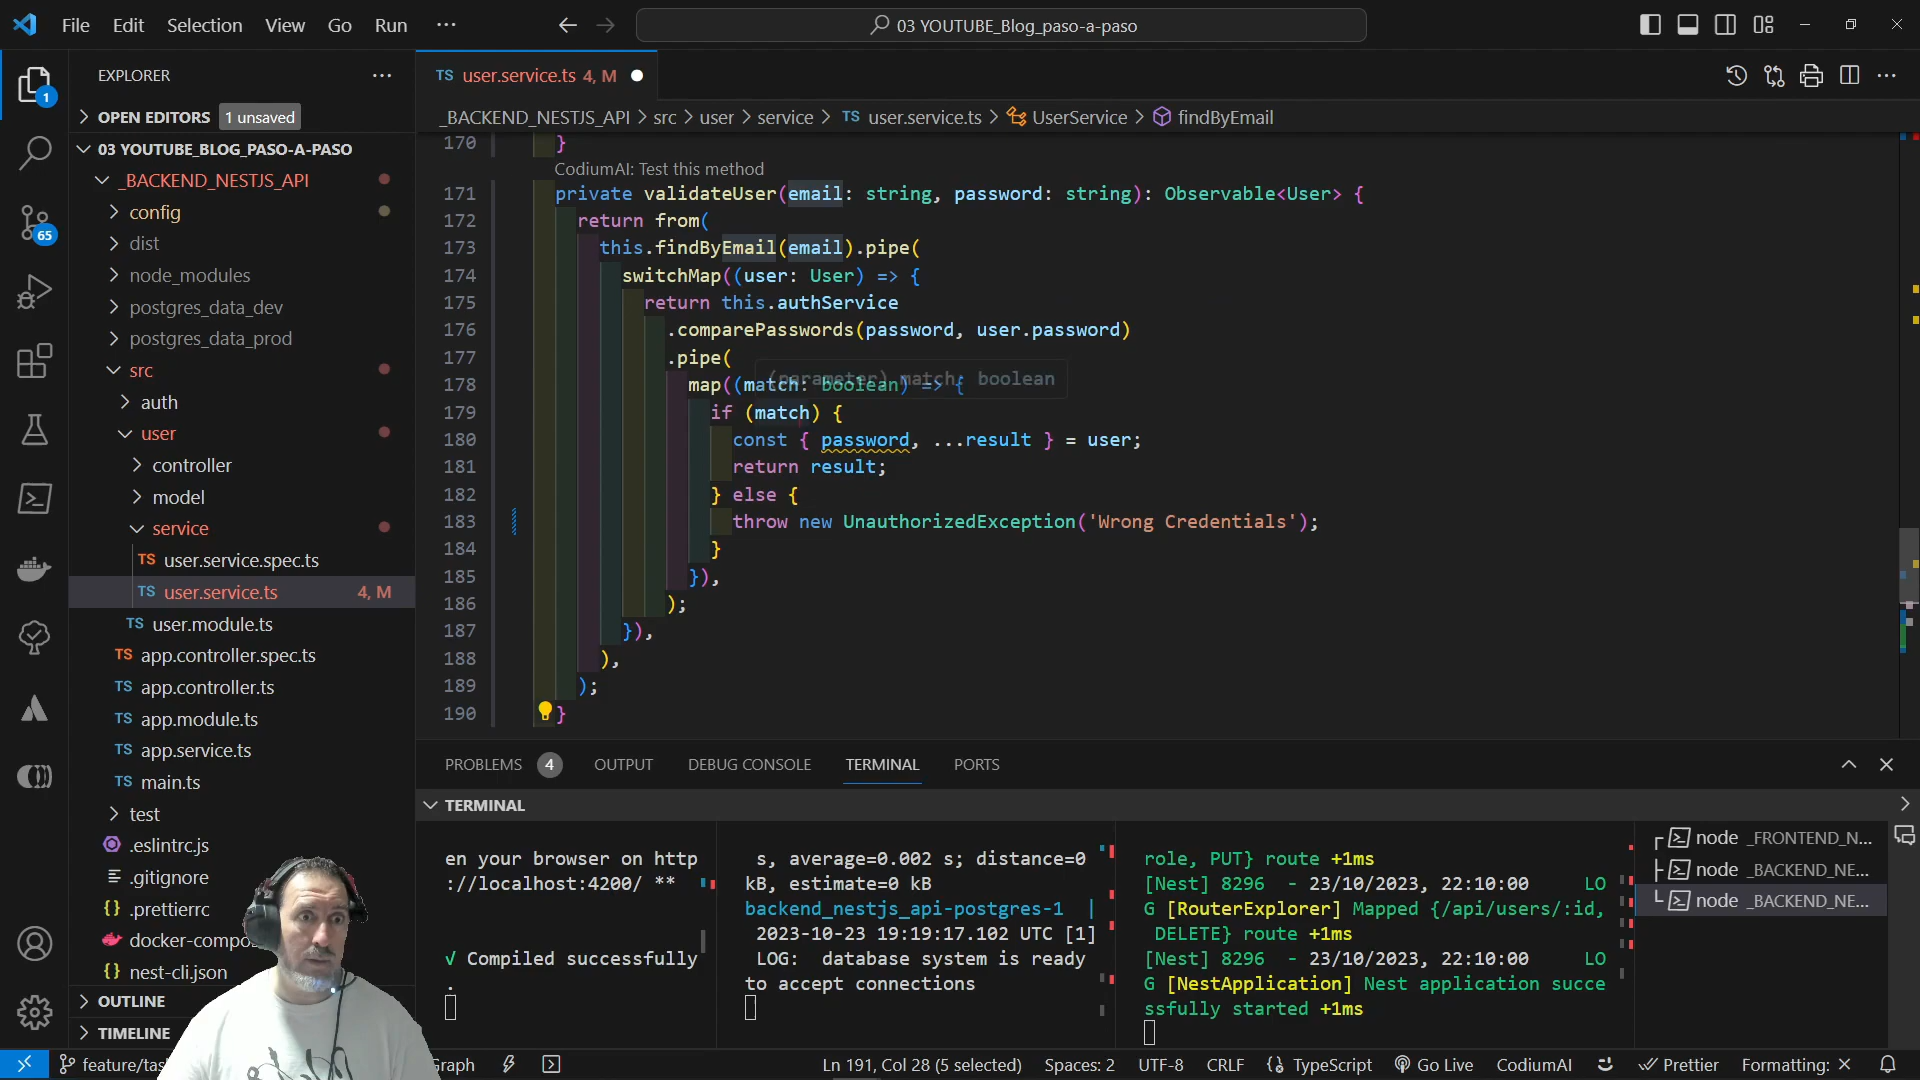 File Edit Selection View Go Run ···
03 YOUTUBE_Blog_paso-a-paso
EXPLORER
OPEN EDITORS 1 unsaved
03 YOUTUBE_BLOG_PASO-A-PASO
_BACKEND_NESTJS_API
config
dist
node_modules
postgres_data_dev
postgres_data_prod
src
auth
user
controller
model
service
TS user.service.spec.ts
TS user.service.ts 4, M
TS user.module.ts
TS app.controller.spec.ts
TS app.controller.ts
TS app.module.ts
TS app.service.ts
TS main.ts
test
.eslintrc.js
.gitignore
{} .prettierrc
docker-compo
{} nest-cli.json
OUTLINE
TIMELINE
1
65
TS user.service.ts 4, M
_BACKEND_NESTJS_API > src > user > service > TS user.service.ts > UserService > findByEmail
170 }
CodiumAI: Test this method
171 private validateUser(email: string, password: string): Observable<User> {
172 return from(
173 this.findByEmail(email).pipe(
174 switchMap((user: User) => {
175 return this.authService
176 .comparePasswords(password, user.password)
177 .pipe(
(parameter) match: boolean
178 map((match: boolean) => {
179 if (match) {
180 const { password, ...result } = user;
181 return result;
182 } else {
183 throw new UnauthorizedException('Wrong Credentials');
184 }
185 }),
186 );
187 }),
188 ),
189 );
190 }
PROBLEMS 4 OUTPUT DEBUG CONSOLE TERMINAL PORTS
TERMINAL
en your browser on http
://localhost:4200/ **
√ Compiled successfully
.
s, average=0.002 s; distance=0
kB, estimate=0 kB
backend_nestjs_api-postgres-1 |
2023-10-23 19:19:17.102 UTC [1]
LOG: database system is ready
to accept connections
role, PUT} route +1ms
[Nest] 8296 - 23/10/2023, 22:10:00 LO
G [RouterExplorer] Mapped {/api/users/:id,
DELETE} route +1ms
[Nest] 8296 - 23/10/2023, 22:10:00 LO
G [NestApplication] Nest application succe
ssfully started +1ms
node _FRONTEND_N...
node _BACKEND_NE...
node _BACKEND_NE...
feature/tas
Graph
Ln 191, Col 28 (5 selected) Spaces: 2 UTF-8 CRLF {} TypeScript Go Live CodiumAI Prettier Formatting: ×